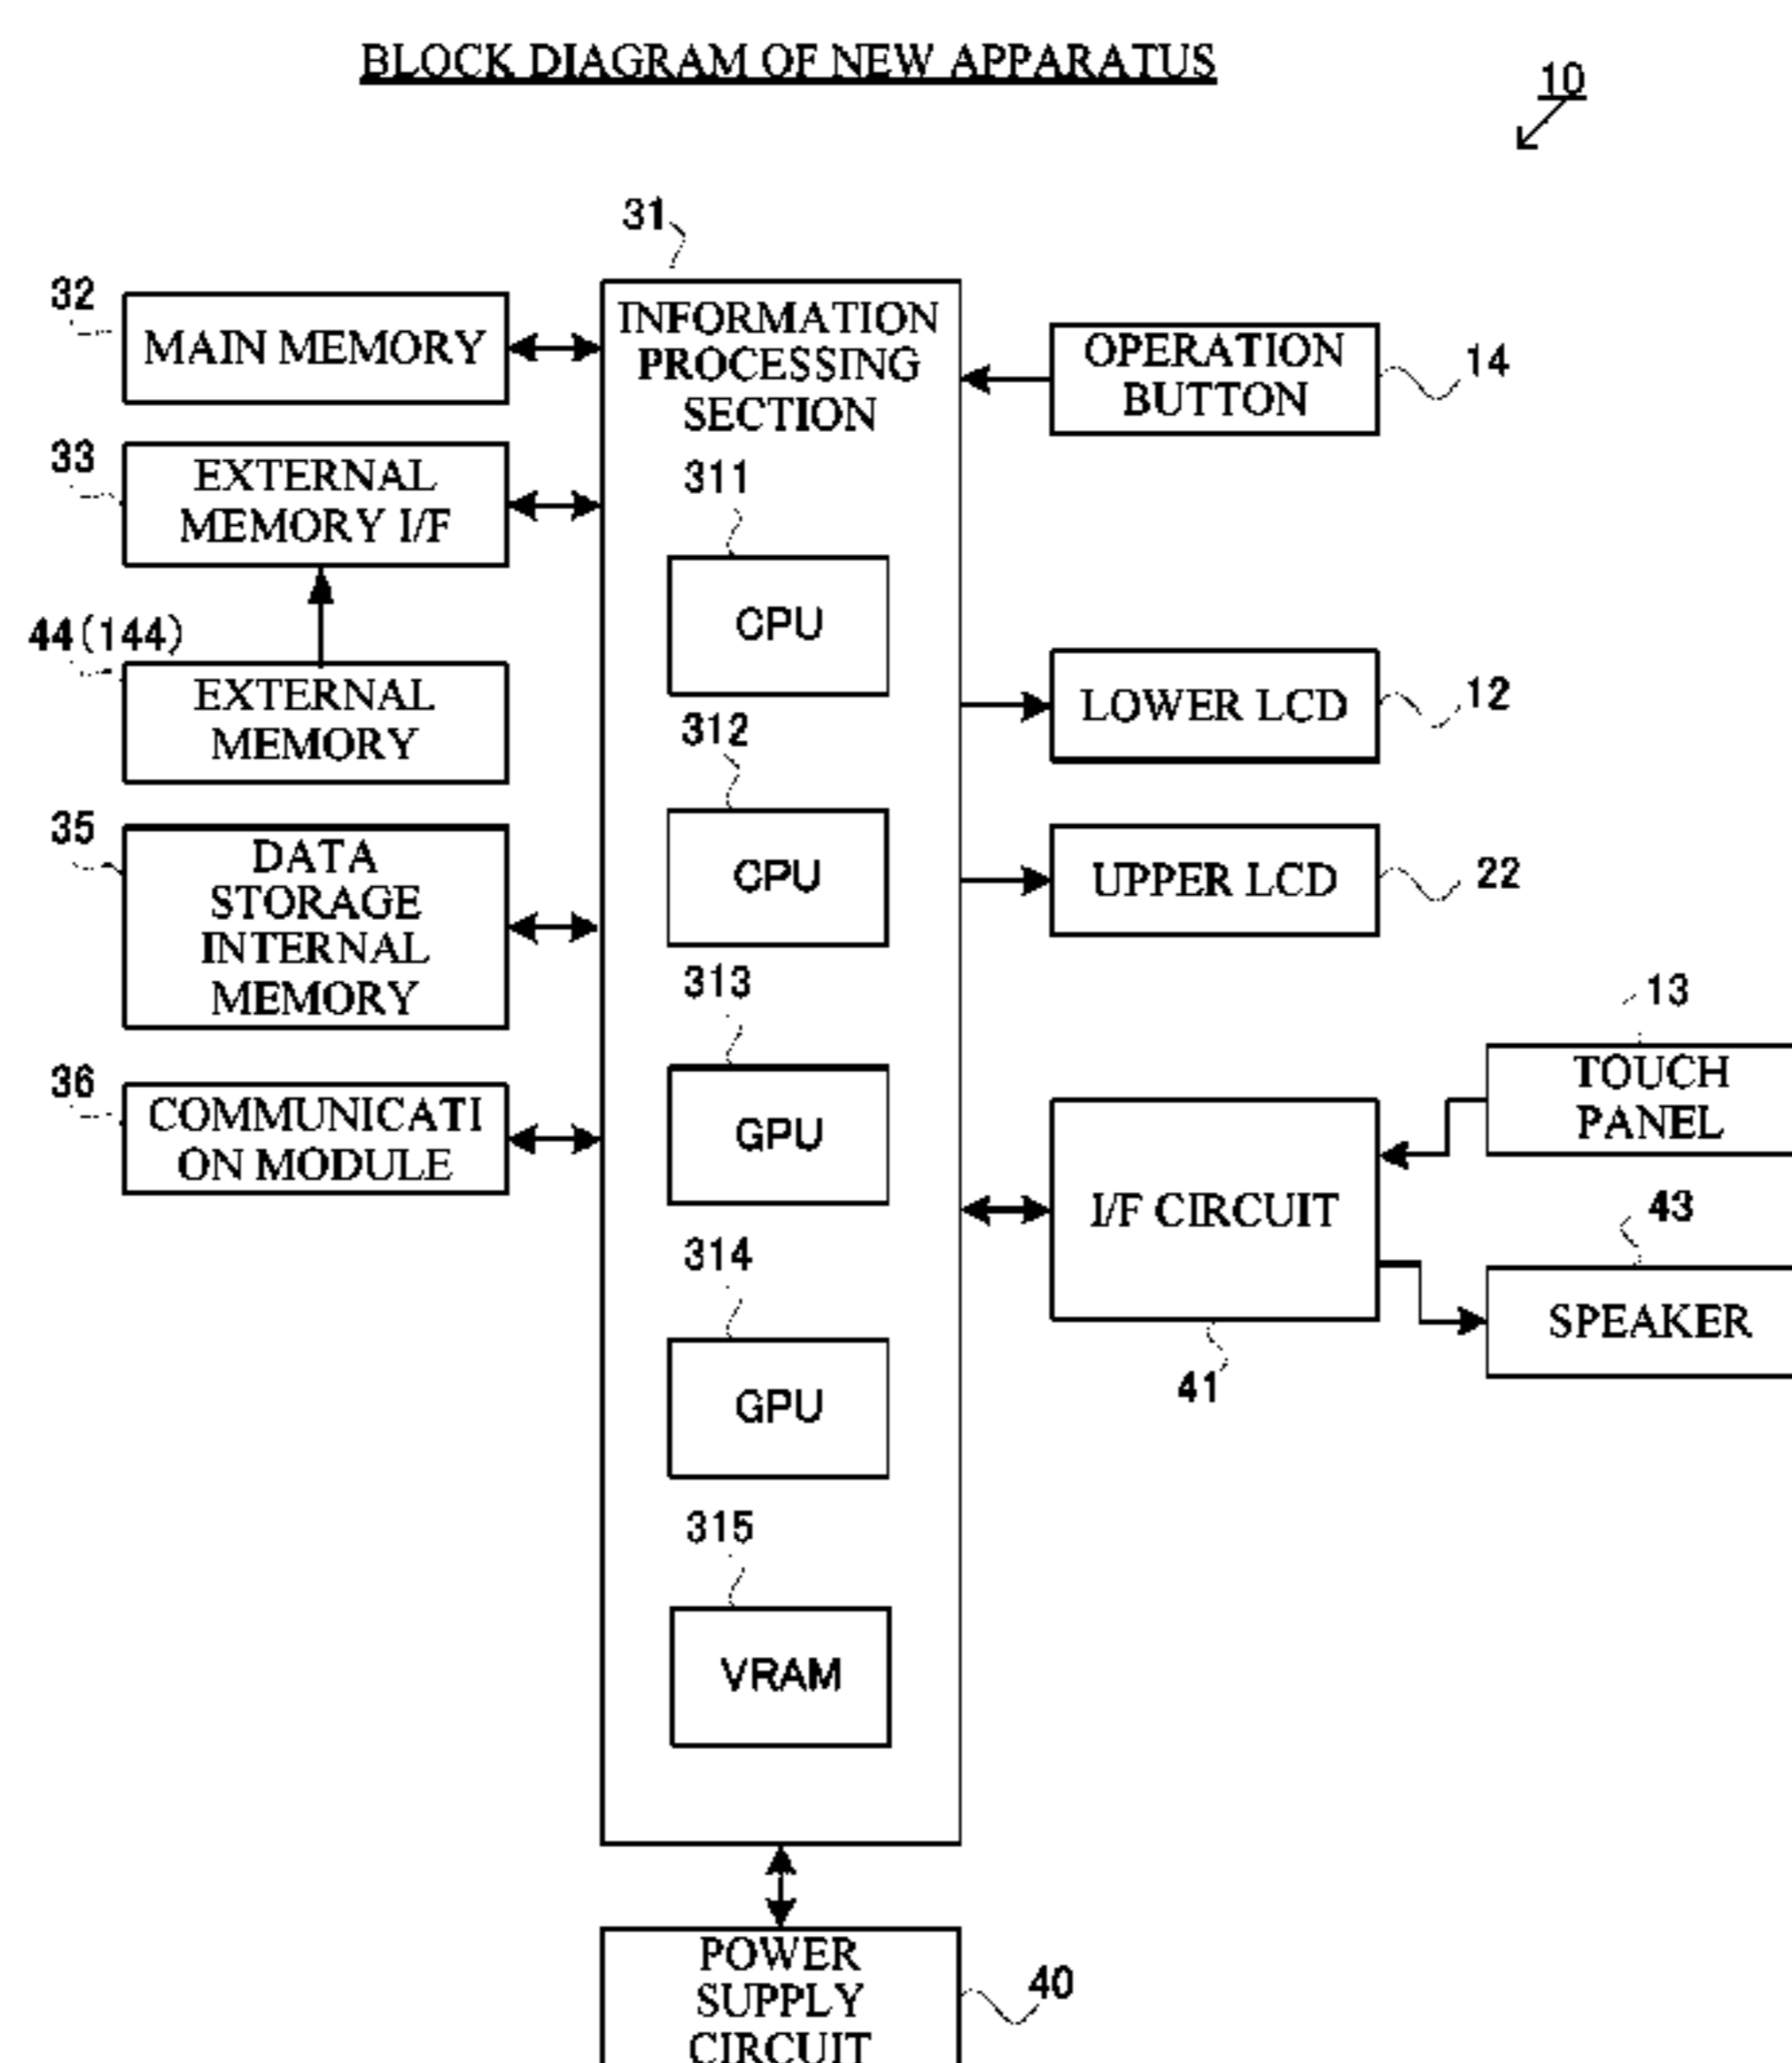 BLOCK DIAGRAM OF NEW APPARATUS
10
31
32
MAIN MEMORY
33
EXTERNAL
MEMORY I/F
44(144)
EXTERNAL
MEMORY
35
DATA
STORAGE
INTERNAL
MEMORY
36
COMMUNICATI
ON MODULE
INFORMATION
PROCESSING
SECTION
311
CPU
312
CPU
313
GPU
314
GPU
315
VRAM
OPERATION
BUTTON
14
LOWER LCD
12
UPPER LCD
22
13
TOUCH
PANEL
I/F CIRCUIT
41
43
SPEAKER
POWER
SUPPLY
CIRCUIT
40